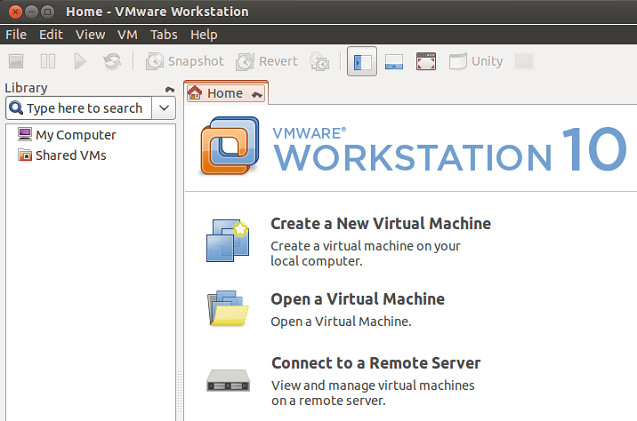 Home - VMware Workstation
File Edit View VM Tabs Help
Snapshot Revert Unity
Library
Type here to search
My Computer
Shared VMs
Home
VMWARE®
WORKSTATION 10
Create a New Virtual Machine
Create a virtual machine on your
local computer.
Open a Virtual Machine
Open a Virtual Machine.
Connect to a Remote Server
View and manage virtual machines
on a remote server.